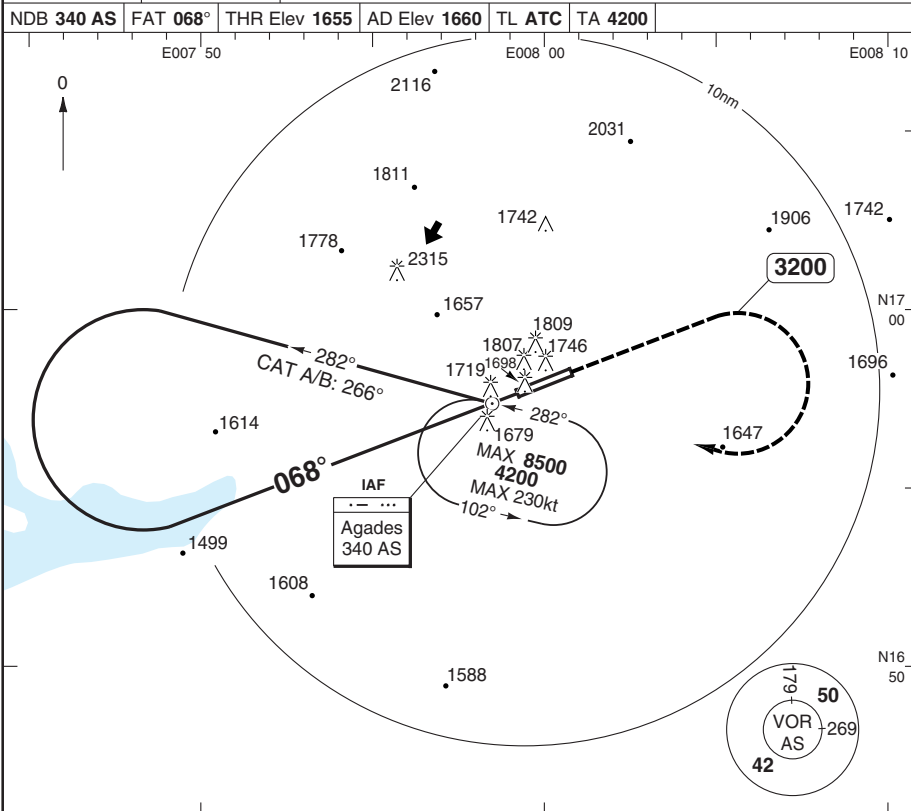 NDB 340 AS FAT 068° THR Elev 1655 AD Elev 1660 TL ATC TA 4200
E007 50 E008 00 E008 10
0
2116
10nm
2031
1811
1742
1742
1906
1778
2315
3200
1657
N17
00
1809
1807
1746
282°
CAT A/B: 266°
1719
1698
1696
282°
1614
1679
1647
MAX 8500
4200
MAX 230kt
068°
IAF
102°
·– ···
Agades
340 AS
1499
1608
N16
50
1588
179
50
VOR
AS
269
42